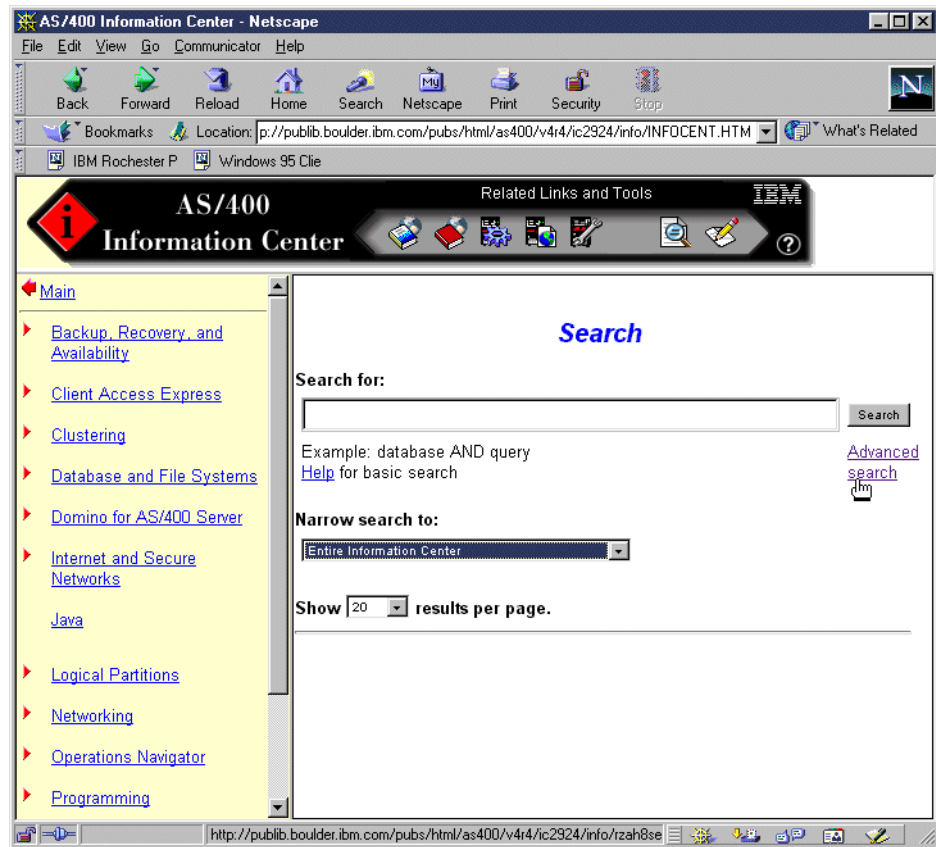 AS/400 Information Center - Netscape
File Edit View Go Communicator Help
Back Forward Reload Home Search Netscape Print Security Stop
My
N
Bookmarks Location: p://publib.boulder.ibm.com/pubs/html/as400/v4r4/ic2924/info/INFOCENT.HTM What's Related
IBM Rochester P Windows 95 Clie
i
AS/400
Information Center
Related Links and Tools
IBM
?
Main
Backup, Recovery, and
Availability
Client Access Express
Clustering
Database and File Systems
Domino for AS/400 Server
Internet and Secure
Networks
Java
Logical Partitions
Networking
Operations Navigator
Programming
Search
Search for:
Search
Example: database AND query
Help for basic search
Advanced
search
Narrow search to:
Entire Information Center
Show 20 results per page.
http://publib.boulder.ibm.com/pubs/html/as400/v4r4/ic2924/info/rzah8se